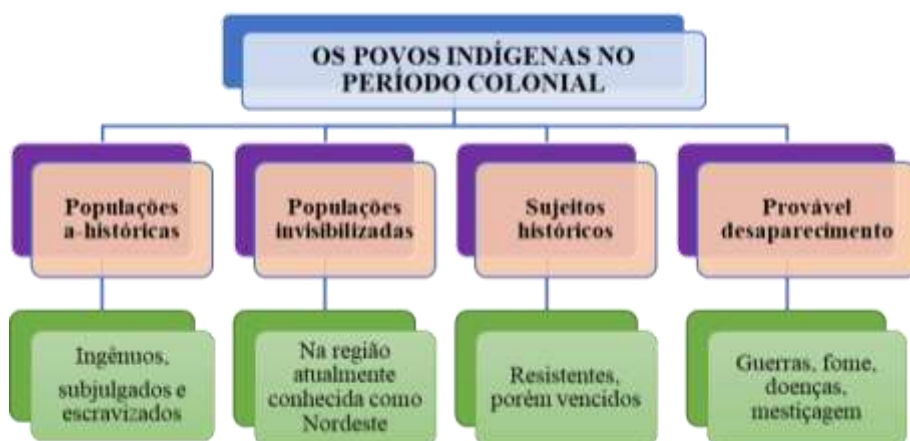 OS POVOS INDÍGENAS NO
PERÍODO COLONIAL
Populações
a-históricas
Ingênuos,
subjulgados e
escravizados
Populações
invisibilizadas
Na região
atualmente
conhecida como
Nordeste
Sujeitos
históricos
Resistentes,
porém vencidos
Provável
desaparecimento
Guerras, fome,
doenças,
mestiçagem